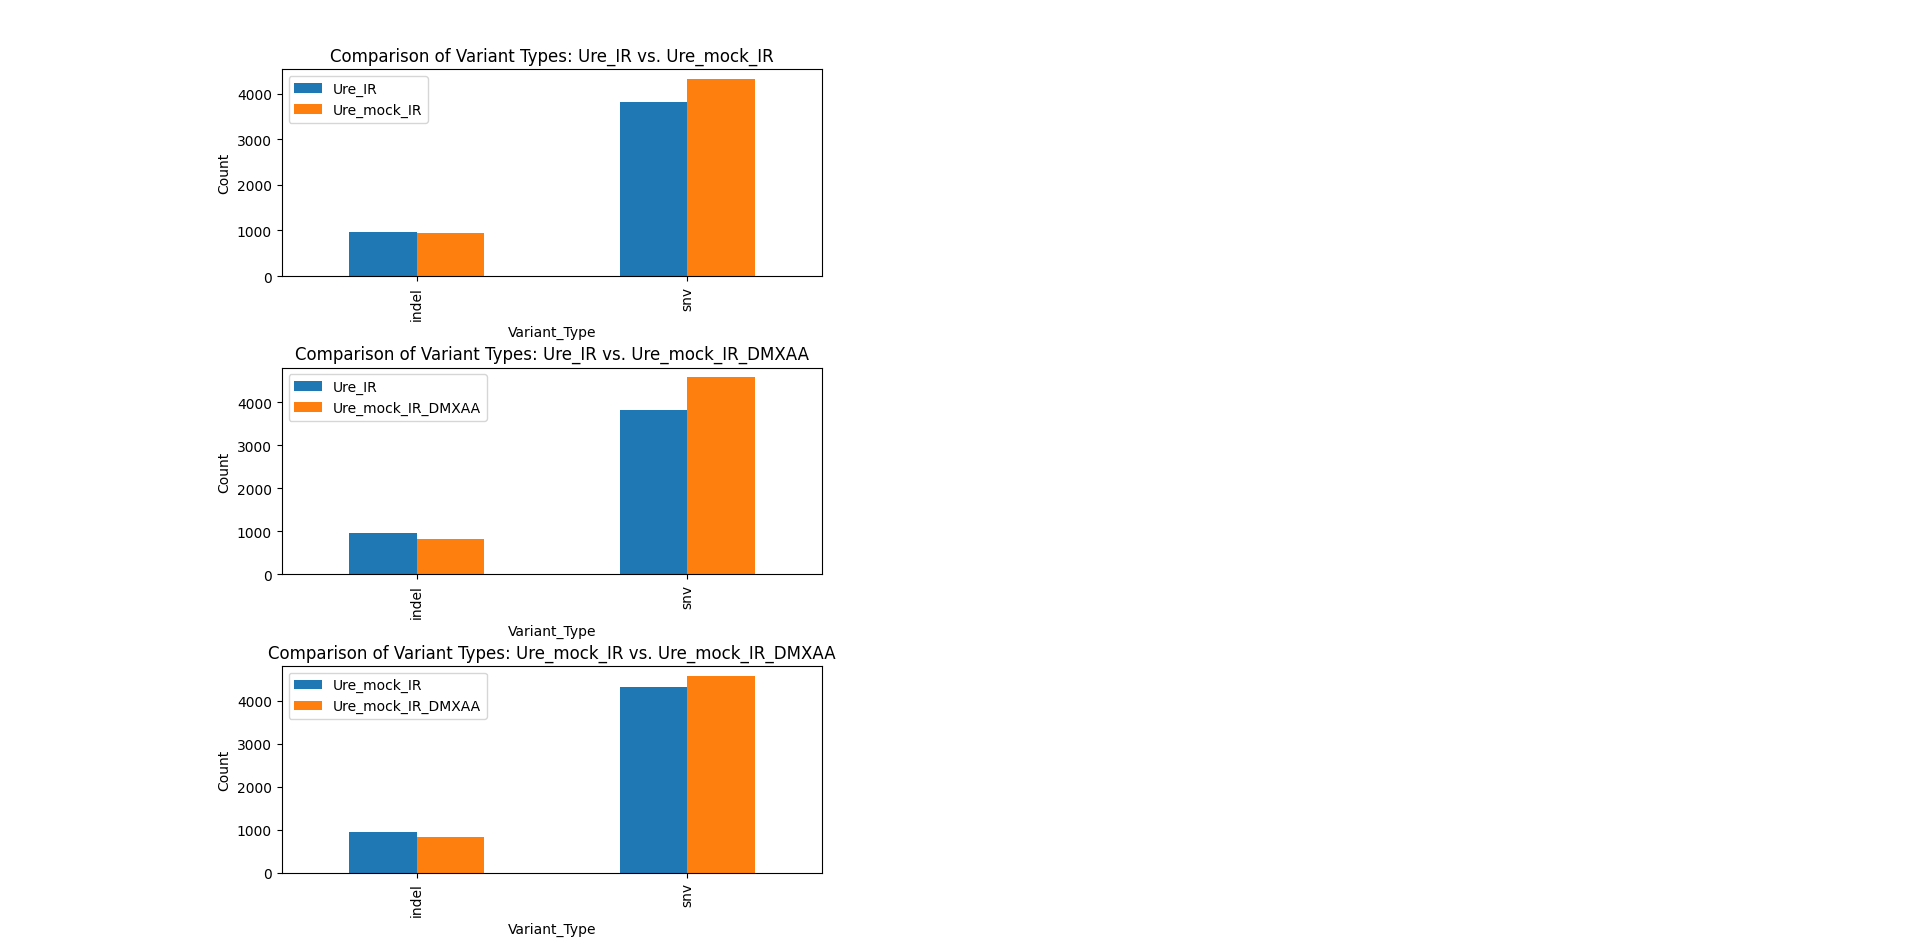 Comparison of Variant Types: Ure_IR vs. Ure_mock_IR
Ure_IR
Ure_mock_IR
4000
3000
2000
1000
0
Count
indel
snv
Variant_Type
Comparison of Variant Types: Ure_IR vs. Ure_mock_IR_DMXAA
Ure_IR
Ure_mock_IR_DMXAA
4000
3000
2000
1000
0
Count
indel
snv
Variant_Type
Comparison of Variant Types: Ure_mock_IR vs. Ure_mock_IR_DMXAA
Ure_mock_IR
Ure_mock_IR_DMXAA
4000
3000
2000
1000
0
Count
indel
snv
Variant_Type